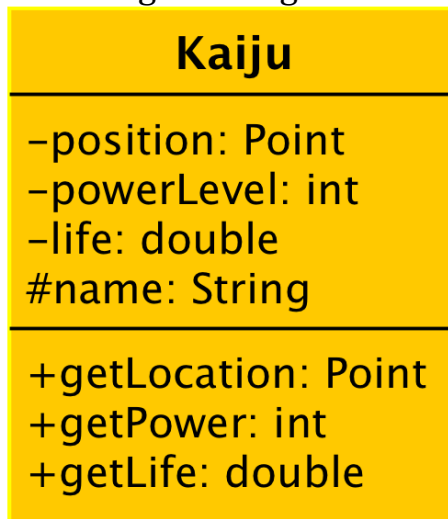 Kaiju
–position: Point
–powerLevel: int
–life: double
#name: String
+getLocation: Point
+getPower: int
+getLife: double